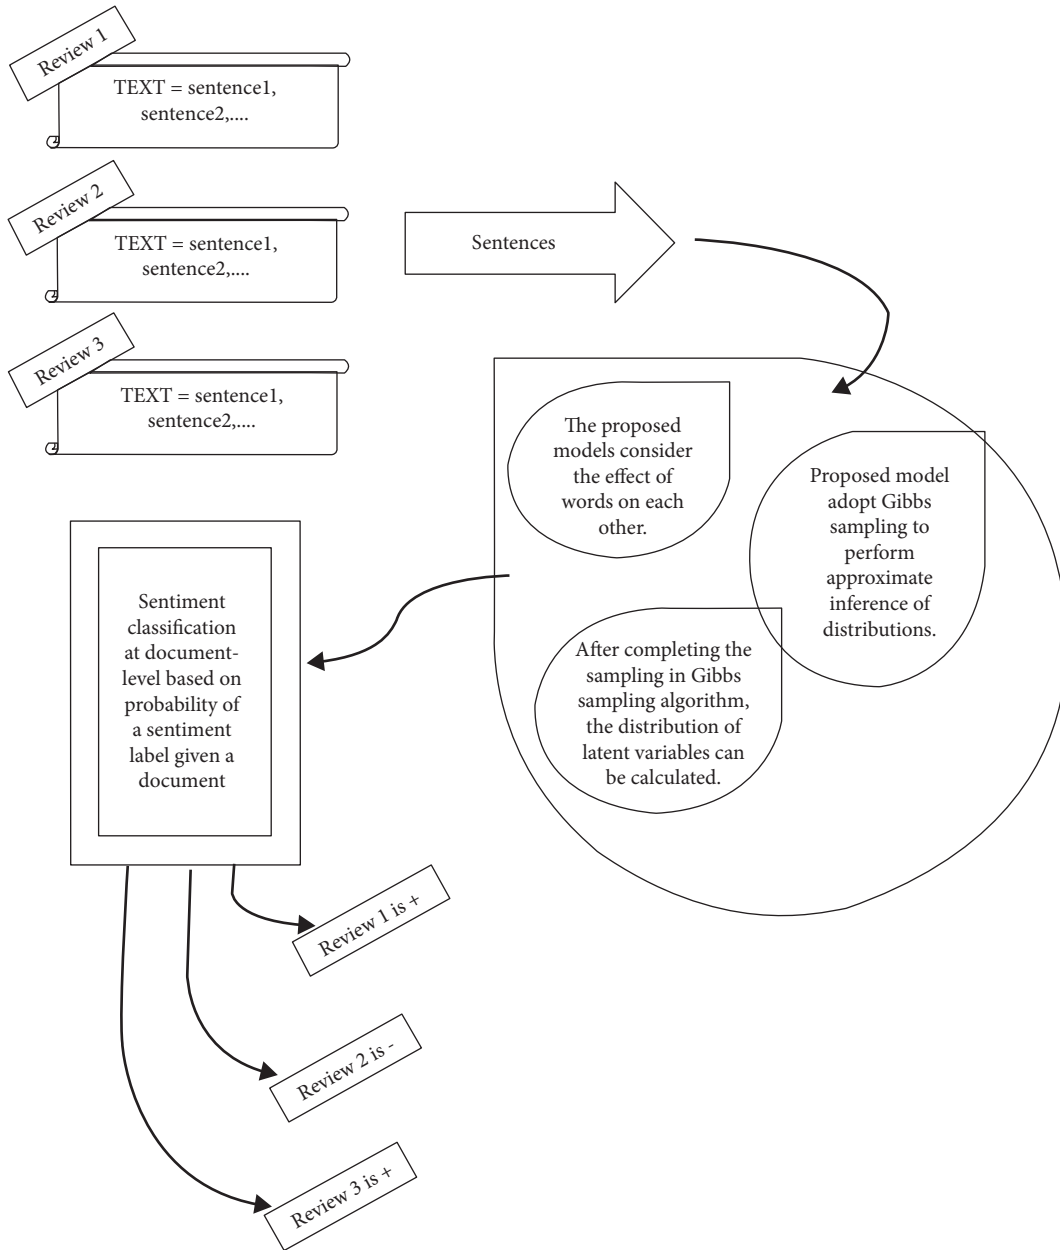 Review 1
TEXT = sentence1,
sentence2,....
Review 2
TEXT = sentence1,
sentence2,....
Review 3
TEXT = sentence1,
sentence2,....
Sentences
The proposed
models consider
the effect of
words on each
other.
Proposed model
adopt Gibbs
sampling to
perform
approximate
inference of
distributions.
After completing the
sampling in Gibbs
sampling algorithm,
the distribution of
latent variables can
be calculated.
Sentiment
classification
at document-
level based on
probability of
a sentiment
label given a
document
Review 1 is +
Review 2 is -
Review 3 is +